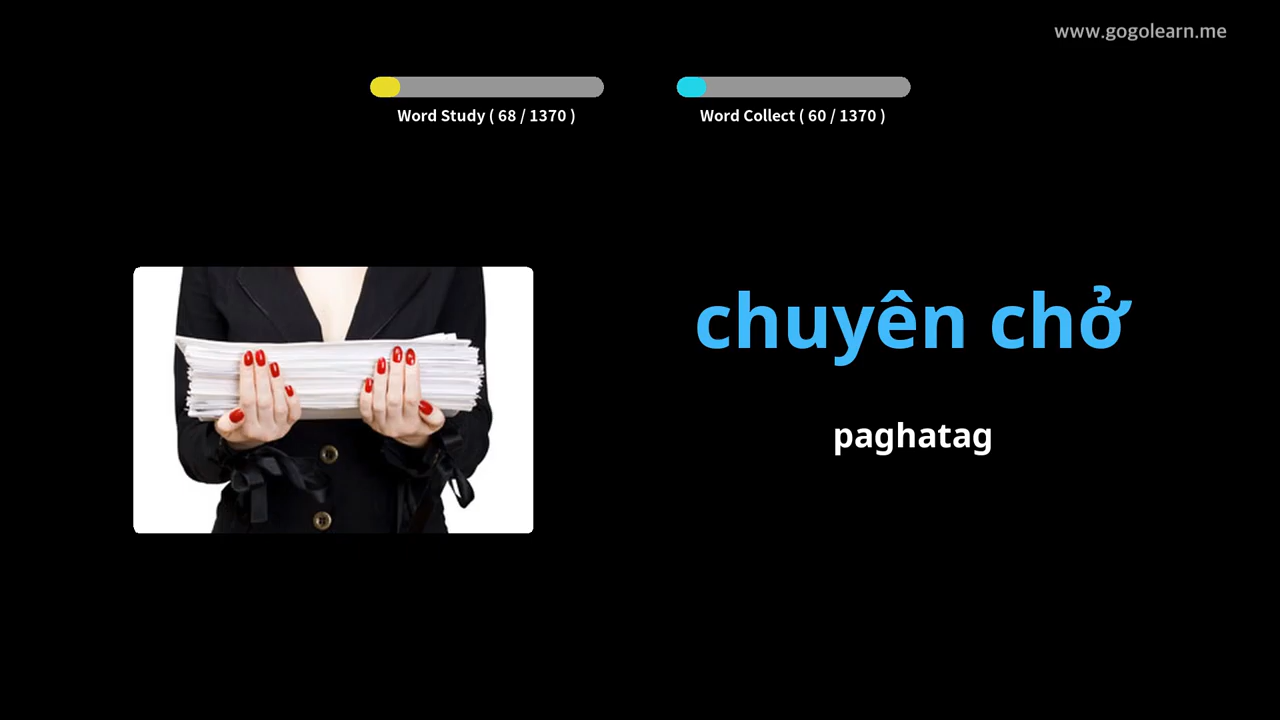 www.gogolearn.me
Word Study ( 68 / 1370 )
Word Collect ( 60 / 1370 )
chuyên chở
paghatag